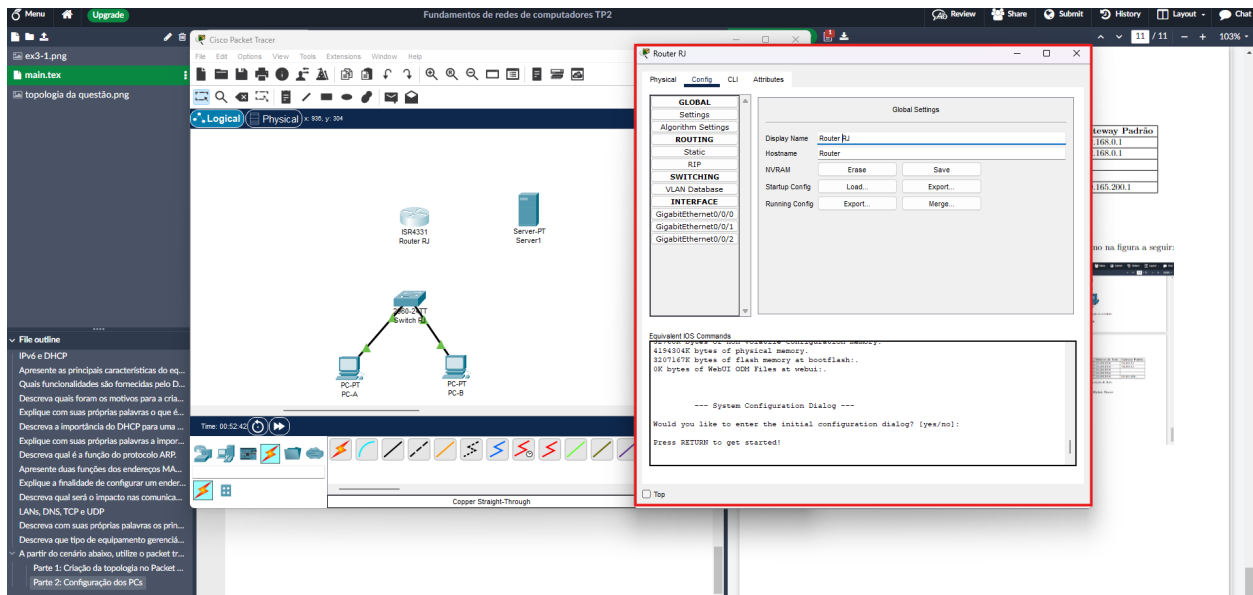 Menu
Upgrade
Fundamentos de redes de computadores TP2
Review
Share
Submit
History
Layout
Chat
ex3-1.png
main.tex
topologia da questão.png
11 / 11
103%
File outline
IPv6 e DHCP
Apresente as principais características do eq...
Quais funcionalidades são fornecidas pelo D...
Descreva quais foram os motivos para a cria...
Explique com suas próprias palavras o que é...
Descreva a importância do DHCP para uma ...
Explique com suas próprias palavras a impor...
Descreva qual é a função do protocolo ARP.
Apresente duas funções dos endereços MA...
Explique a finalidade de configurar um ender...
Descreva qual será o impacto nas comunica...
LANs, DNS, TCP e UDP
Descreva com suas próprias palavras os prin...
Descreva que tipo de equipamento gerenciá...
A partir do cenário abaixo, utilize o packet tr...
Parte 1: Criação da topologia no Packet ...
Parte 2: Configuração dos PCs
Cisco Packet Tracer
File Edit Options View Tools Extensions Window Help
Logical
Physical
x: 936, y: 304
ISR4331
Router RJ
Server-PT
Server1
2960-24TT
Switch RJ
PC-PT
PC-A
PC-PT
PC-B
Time: 00:52:42
Copper Straight-Through
Router RJ
Physical Config CLI Attributes
GLOBAL
Settings
Algorithm Settings
ROUTING
Static
RIP
SWITCHING
VLAN Database
INTERFACE
GigabitEthernet0/0/0
GigabitEthernet0/0/1
GigabitEthernet0/0/2
Global Settings
Display Name Router RJ
Hostname Router
NVRAM Erase Save
Startup Config Load... Export...
Running Config Export... Merge...
Equivalent IOS Commands
32768K bytes of non-volatile configuration memory.
4194304K bytes of physical memory.
3207167K bytes of flash memory at bootflash:.
0K bytes of WebUI ODM Files at webui:.
--- System Configuration Dialog ---
Would you like to enter the initial configuration dialog? [yes/no]:
Press RETURN to get started!
Top
teway Padrão
.168.0.1
.168.0.1
.165.200.1
mo na figura a seguir: